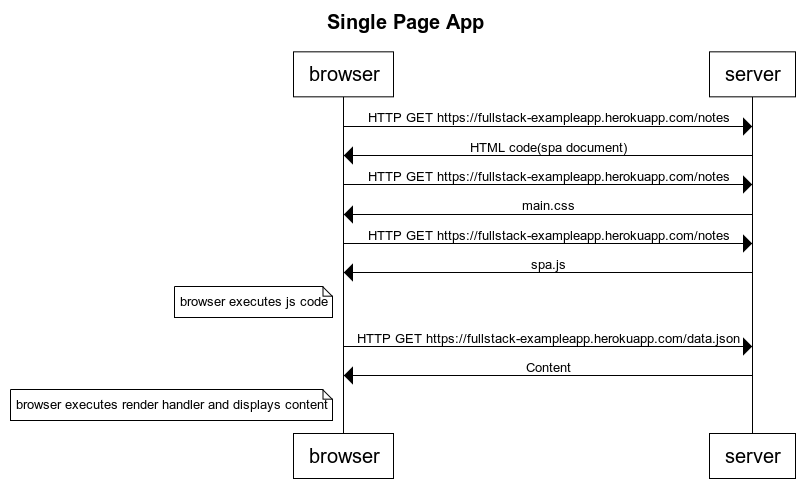 Single Page App
browser
server
HTTP GET https://fullstack-exampleapp.herokuapp.com/notes
HTML code(spa document)
HTTP GET https://fullstack-exampleapp.herokuapp.com/notes
main.css
HTTP GET https://fullstack-exampleapp.herokuapp.com/notes
spa.js
browser executes js code
HTTP GET https://fullstack-exampleapp.herokuapp.com/data.json
Content
browser executes render handler and displays content
browser
server